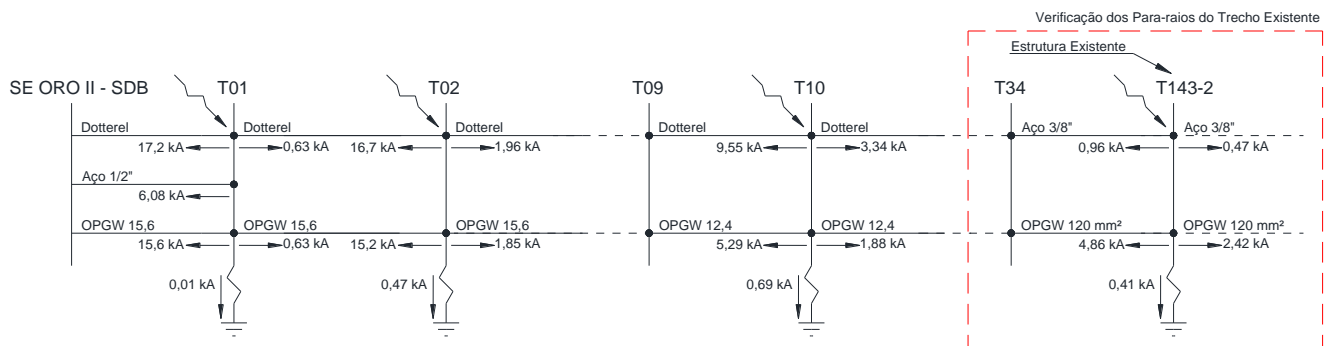 Verificação dos Para-raios do Trecho Existente
Estrutura Existente
SE ORO II - SDB T01 T02 T09 T10 T34 T143-2
Dotterel Dotterel Dotterel Dotterel Dotterel Aço 3/8" Aço 3/8"
17,2 kA 0,63 kA 16,7 kA 1,96 kA 9,55 kA 3,34 kA 0,96 kA 0,47 kA
Aço 1/2"
6,08 kA
OPGW 15,6 OPGW 15,6 OPGW 15,6 OPGW 12,4 OPGW 12,4 OPGW 120 mm² OPGW 120 mm²
15,6 kA 0,63 kA 15,2 kA 1,85 kA 5,29 kA 1,88 kA 4,86 kA 2,42 kA
0,01 kA 0,47 kA 0,69 kA 0,41 kA